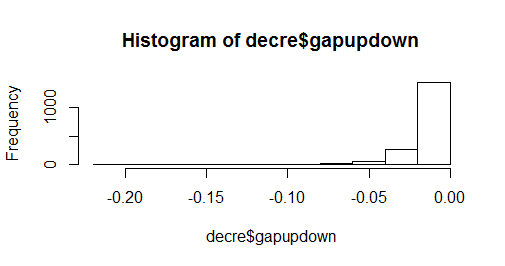 Histogram of decre$gapupdown
Frequency
1000
0
-0.20 -0.15 -0.10 -0.05 0.00
decre$gapupdown